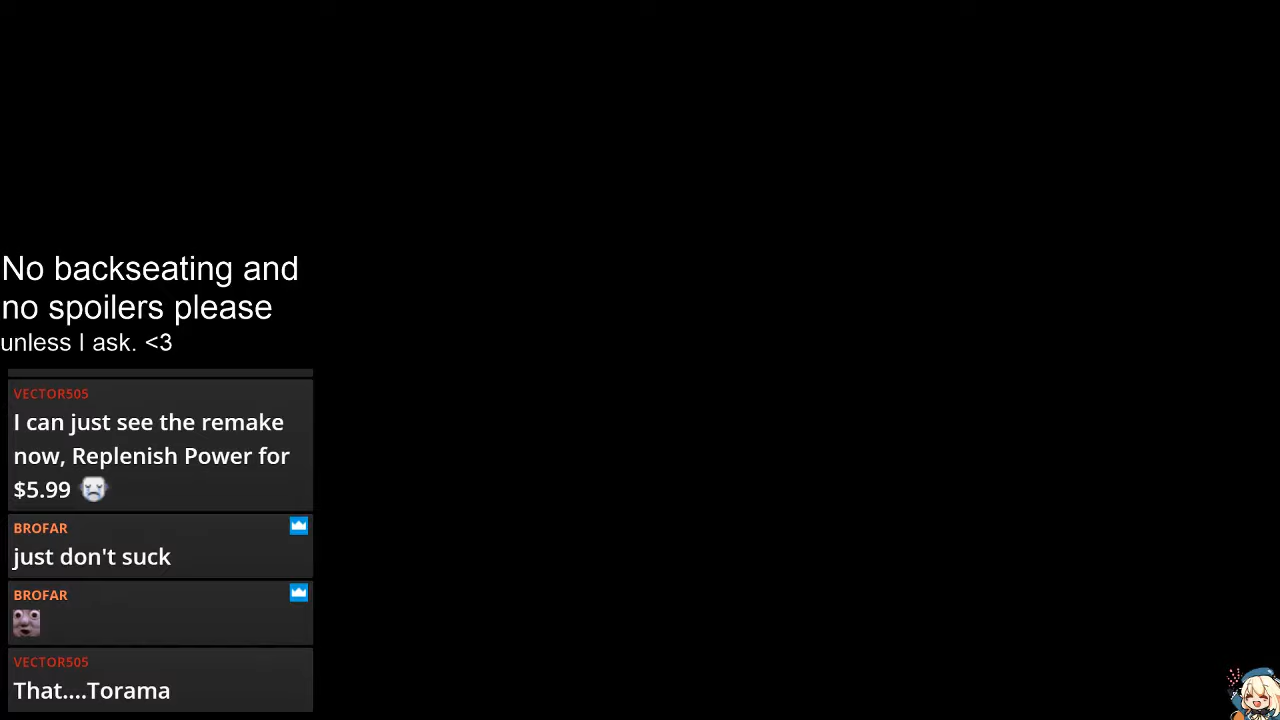 No backseating and
no spoilers please
unless I ask. <3
VECTOR505
I can just see the remake
now, Replenish Power for
$5.99
BROFAR
just don't suck
BROFAR
VECTOR505
That....Torama